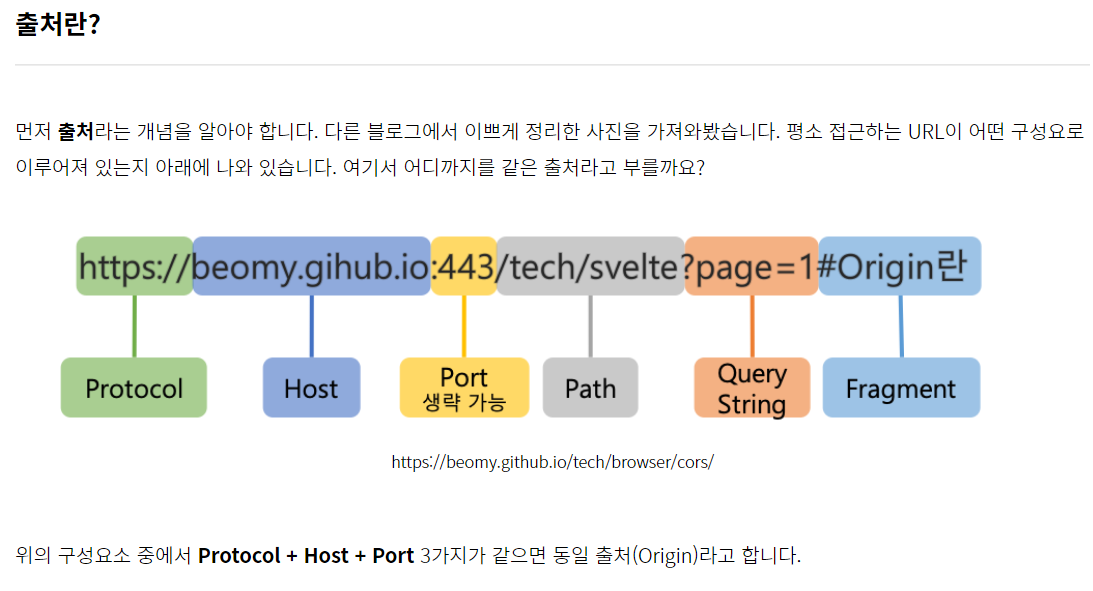 출처란?
먼저 출처라는 개념을 알아야 합니다. 다른 블로그에서 이쁘게 정리한 사진을 가져와봤습니다. 평소 접근하는 URL이 어떤 구성요로
이루어져 있는지 아래에 나와 있습니다. 여기서 어디까지를 같은 출처라고 부를까요?
https://beomy.gihub.io:443/tech/svelte?page=1#Origin란
Protocol Host Port 생략 가능 Path Query String Fragment
https://beomy.github.io/tech/browser/cors/
위의 구성요소 중에서 Protocol + Host + Port 3가지가 같으면 동일 출처(Origin)라고 합니다.